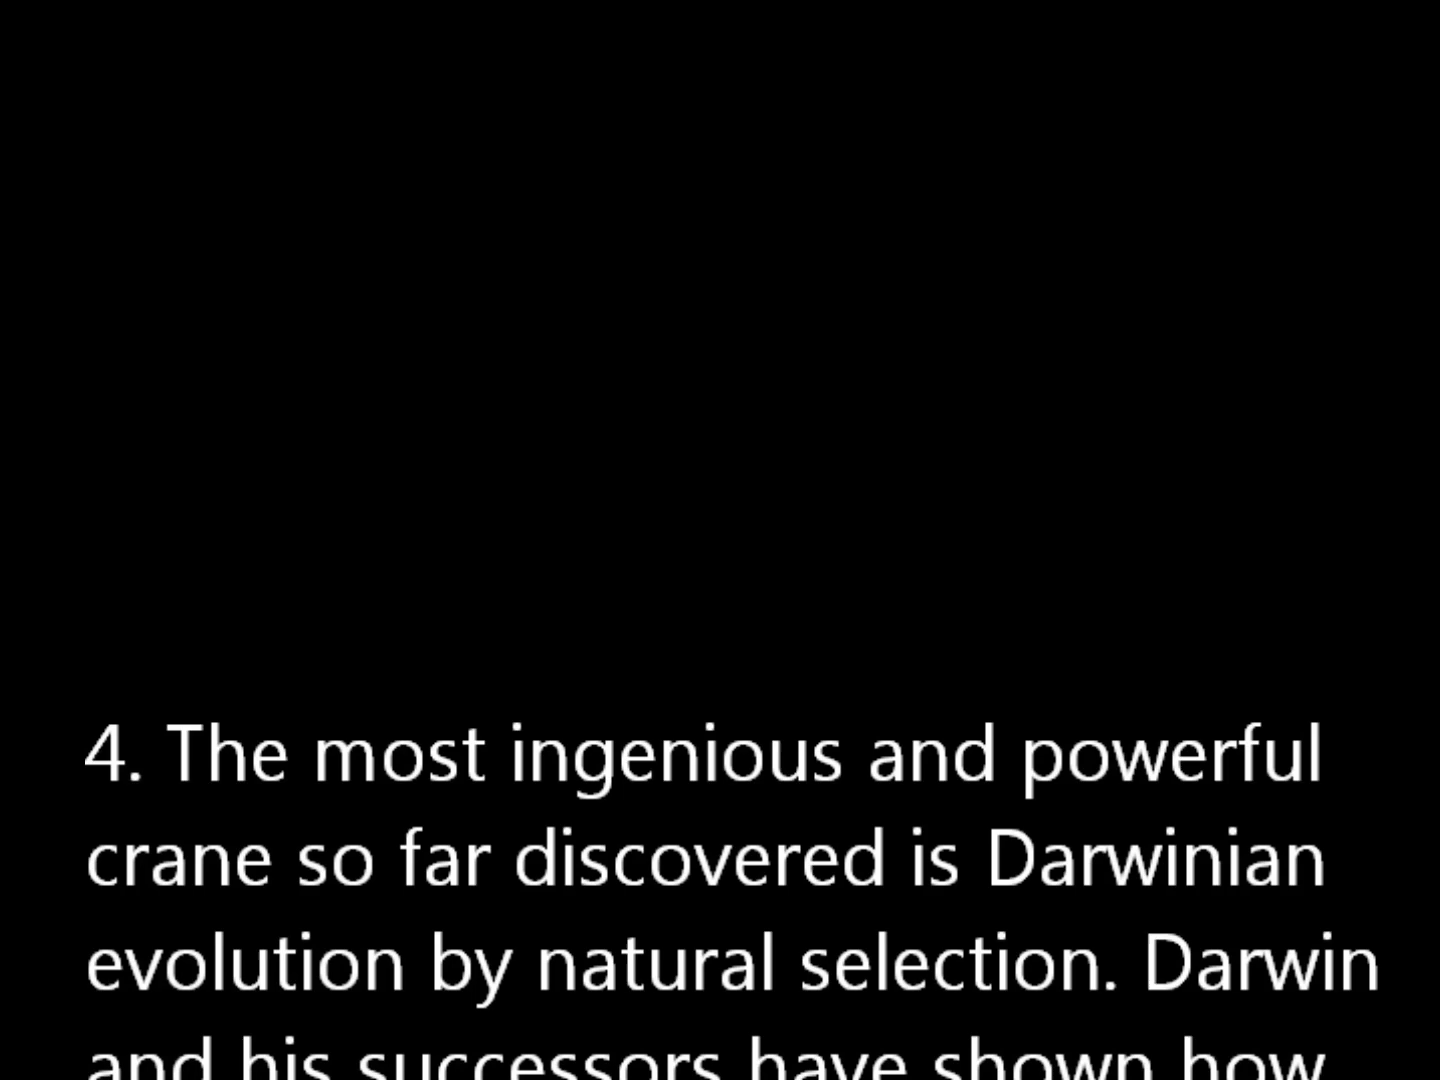 4. The most ingenious and powerful
crane so far discovered is Darwinian
evolution by natural selection. Darwin
and his successors have shown how